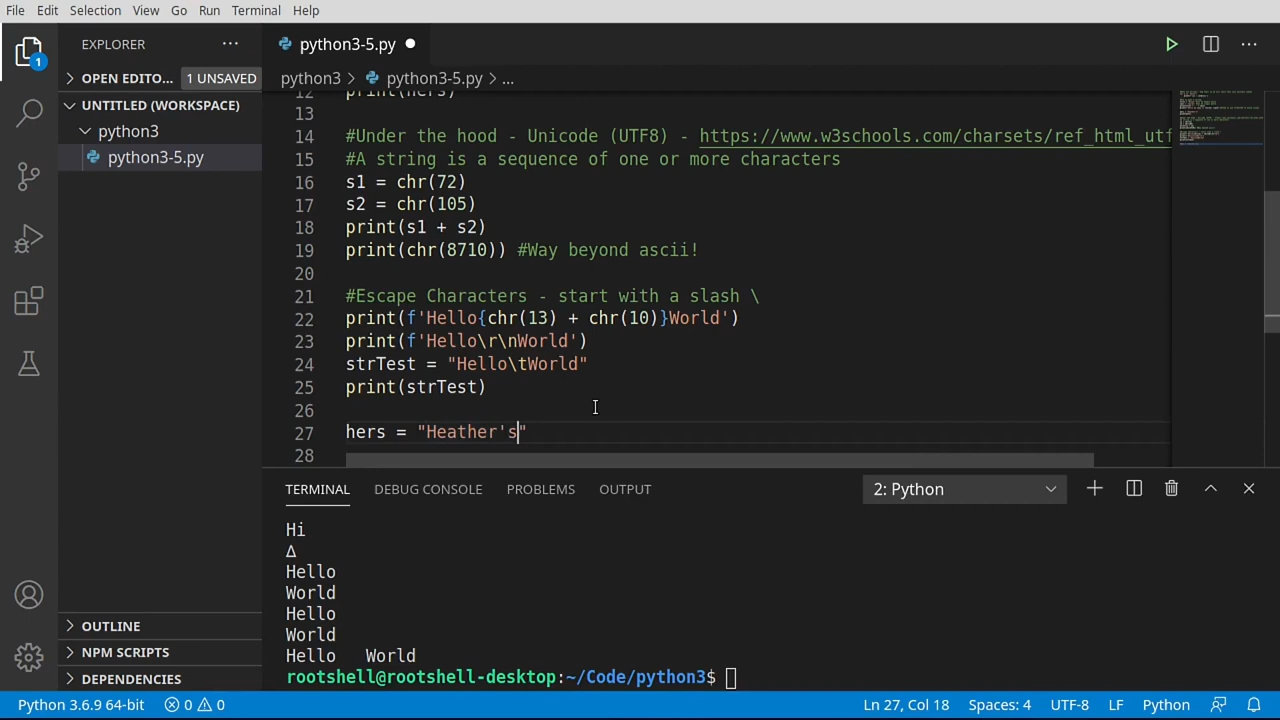 File Edit Selection View Go Run Terminal Help
EXPLORER ... python3-5.py
OPEN EDITO... 1 UNSAVED python3 > python3-5.py > ...
1
UNTITLED (WORKSPACE)
python3
python3-5.py
12 print(hers)
13
14 #Under the hood - Unicode (UTF8) - https://www.w3schools.com/charsets/ref_html_utf
15 #A string is a sequence of one or more characters
16 s1 = chr(72)
17 s2 = chr(105)
18 print(s1 + s2)
19 print(chr(8710)) #Way beyond ascii!
20
21 #Escape Characters - start with a slash \
22 print(f'Hello{chr(13) + chr(10)}World')
23 print(f'Hello\r\nWorld')
24 strTest = "Hello\tWorld"
25 print(strTest)
26
27 hers = "Heather's"
28
TERMINAL DEBUG CONSOLE PROBLEMS OUTPUT 2: Python
Hi
∆
Hello
World
Hello
World
Hello World
rootshell@rootshell-desktop:~/Code/python3$
OUTLINE
NPM SCRIPTS
DEPENDENCIES
Python 3.6.9 64-bit 0 0 Ln 27, Col 18 Spaces: 4 UTF-8 LF Python